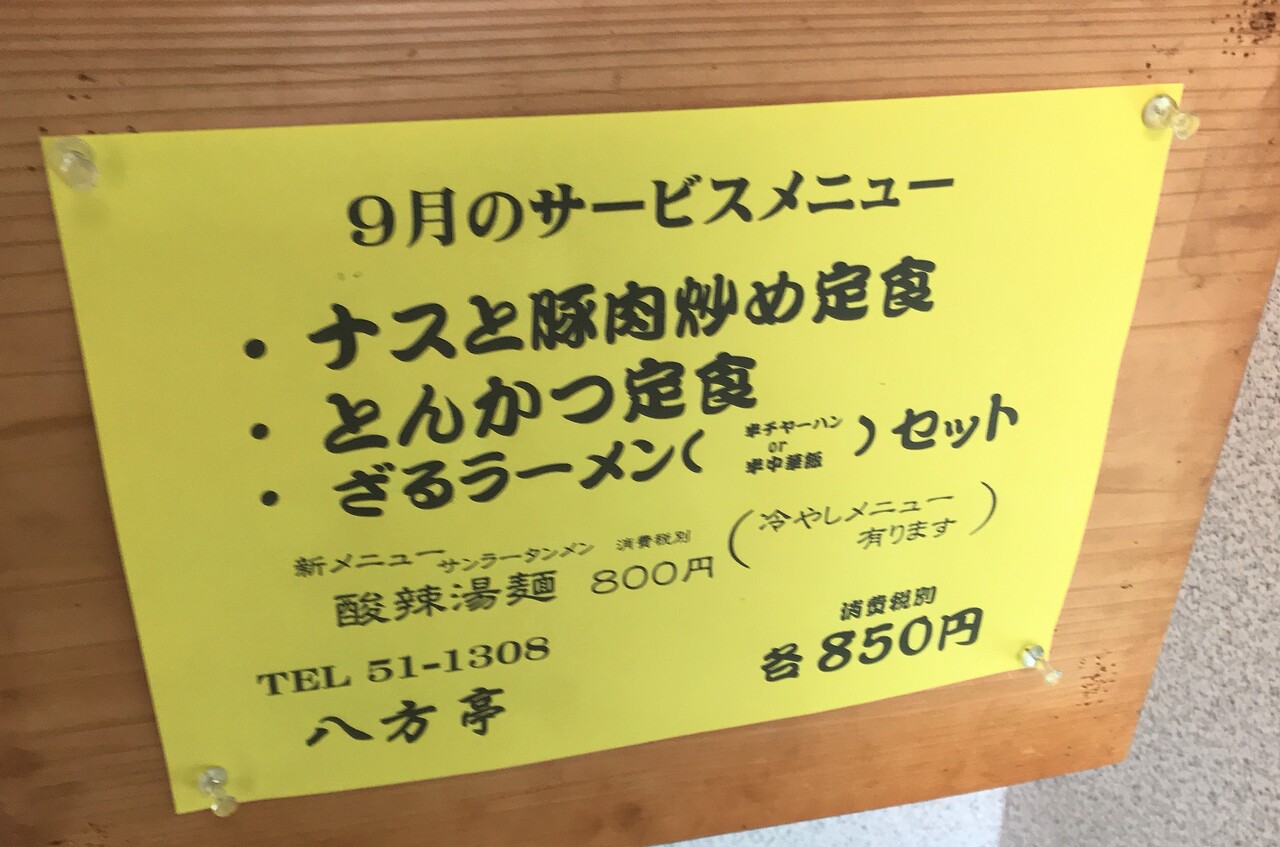 9月のサービスメニュー
・ナスと豚肉炒め定食
・とんかつ定食
・ざるラーメン(半チャーハン or 半中華飯)セット
新メニュー サンラータンメン 消費税別
酸辣湯麺 800円
(冷やしメニュー
有ります)
消費税別
各850円
TEL 51-1308
八方亭